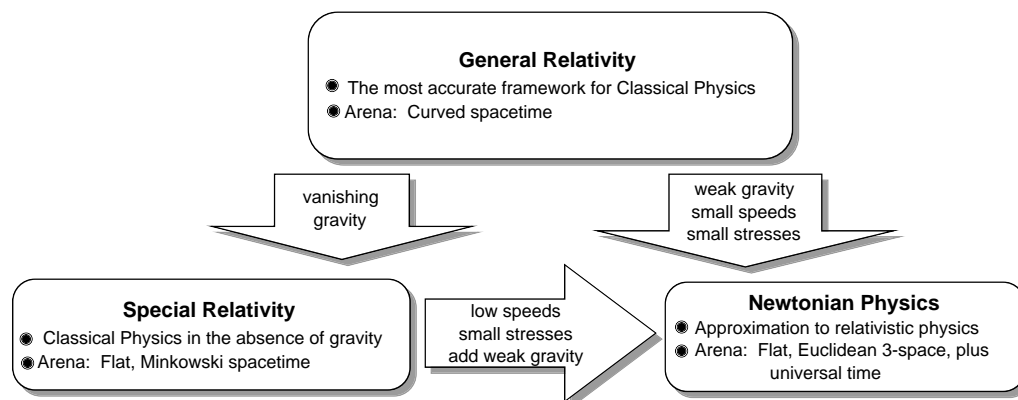 General Relativity
The most accurate framework for Classical Physics
Arena: Curved spacetime
vanishing
gravity
weak gravity
small speeds
small stresses
Special Relativity
Classical Physics in the absence of gravity
Arena: Flat, Minkowski spacetime
low speeds
small stresses
add weak gravity
Newtonian Physics
Approximation to relativistic physics
Arena: Flat, Euclidean 3-space, plus
universal time